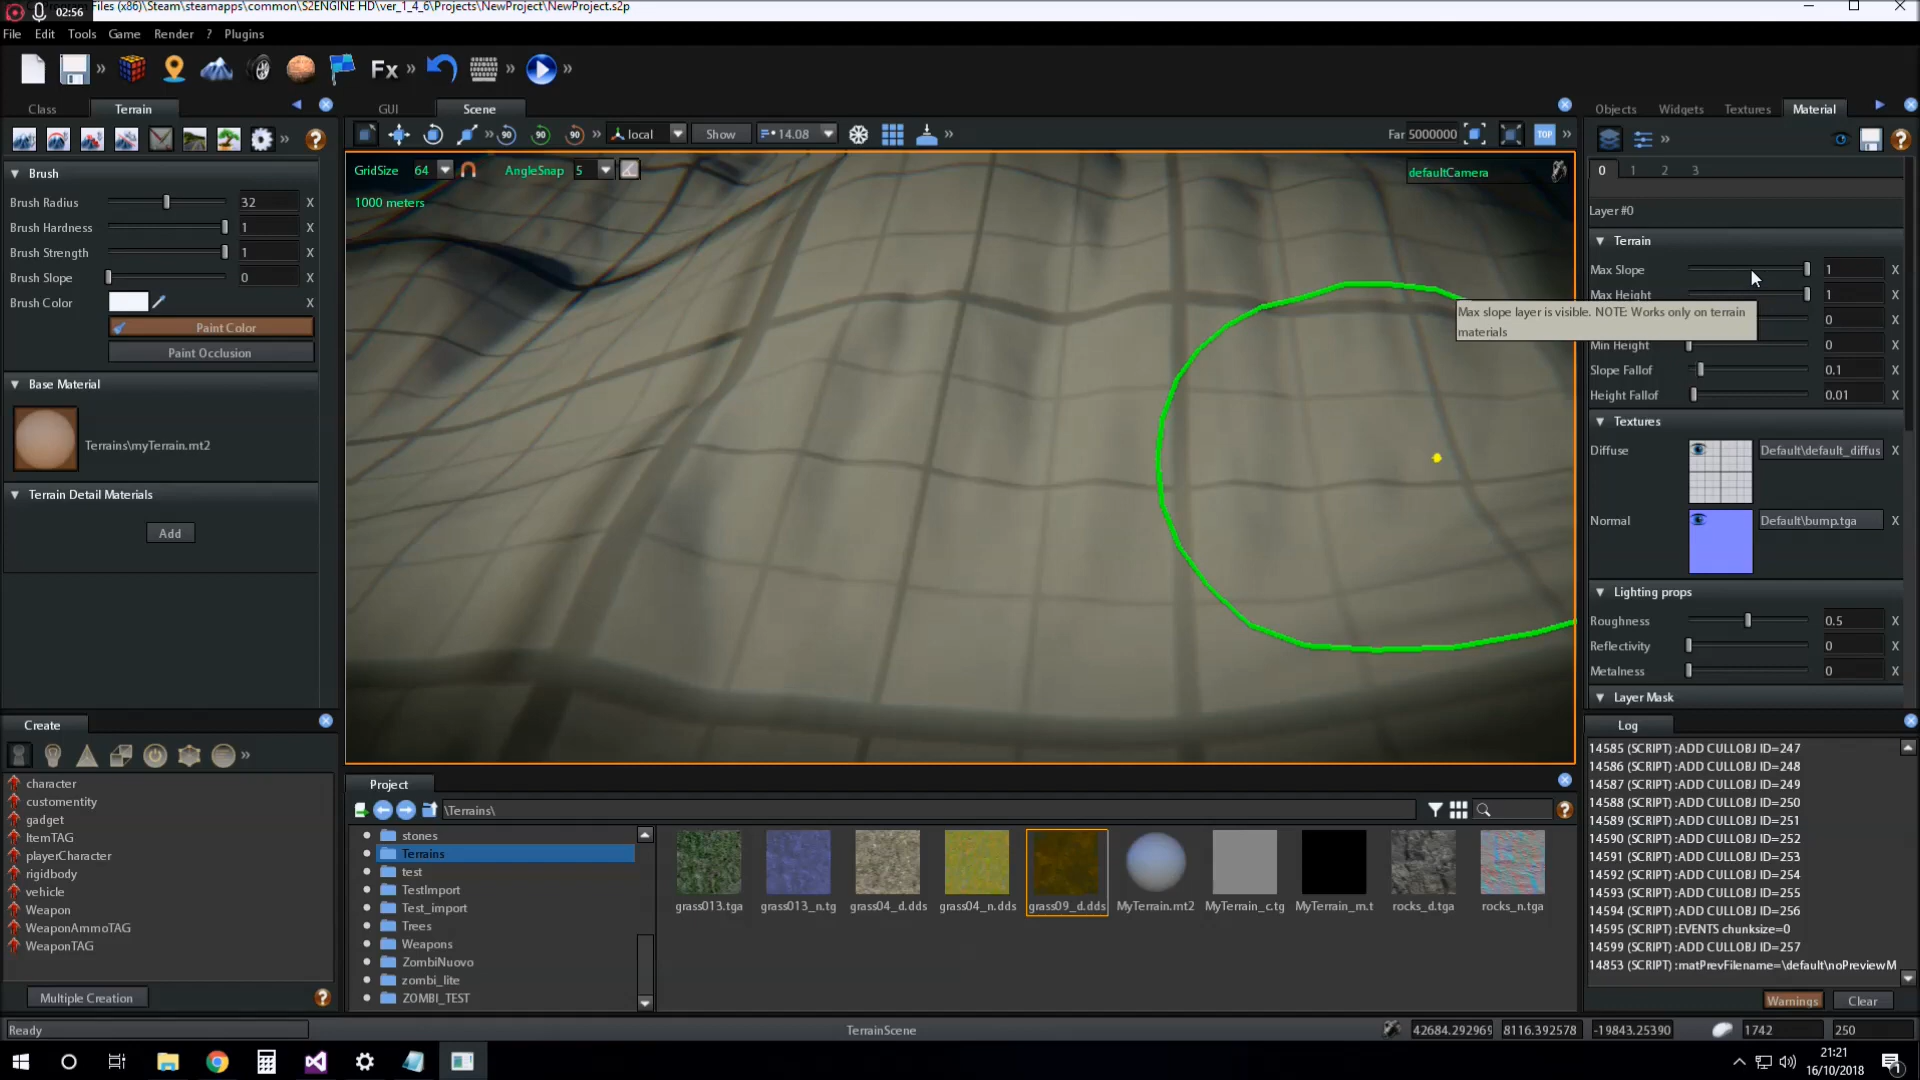 02:56
Program Files (x86)\Steam\steamapps\common\S2ENGINE HD\ver_1_4_6\Projects\NewProject\NewProject.s2p
File Edit Tools Game Render ? Plugins
Fx
Class Terrain
GUI Scene
Objects Widgets Textures Material
90 90 90 local Show 14.08
Far 5000000 TOP
Brush
Brush Radius 32 X
Brush Hardness 1 X
Brush Strength 1 X
Brush Slope 0 X
Brush Color X
Paint Color
Paint Occlusion
Base Material
Terrains\myTerrain.mt2
Terrain Detail Materials
Add
GridSize 64 AngleSnap 5
1000 meters
defaultCamera
0 1 2 3
Layer #0
Terrain
Max Slope 1 X
Max Height 1 X
Max slope layer is visible. NOTE: Works only on terrain
materials
0 X
Min Height 0 X
Slope Fallof 0.1 X
Height Fallof 0.01 X
Textures
Diffuse Default\default_diffus X
Normal Default\bump.tga X
Lighting props
Roughness 0.5 X
Reflectivity 0 X
Metalness 0 X
Layer Mask
Create
character
customentity
gadget
ItemTAG
playerCharacter
rigidbody
vehicle
Weapon
WeaponAmmoTAG
WeaponTAG
Multiple Creation
Project
\Terrains\
stones
Terrains
test
TestImport
Test_import
Trees
Weapons
ZombiNuovo
zombi_lite
ZOMBI_TEST
grass013.tga grass013_n.tg grass04_d.dds grass04_n.dds grass09_d.dds MyTerrain.mt2 MyTerrain_c.tg MyTerrain_m.t rocks_d.tga rocks_n.tga
Log
14585 (SCRIPT) :ADD CULLOBJ ID=247
14586 (SCRIPT) :ADD CULLOBJ ID=248
14587 (SCRIPT) :ADD CULLOBJ ID=249
14588 (SCRIPT) :ADD CULLOBJ ID=250
14589 (SCRIPT) :ADD CULLOBJ ID=251
14590 (SCRIPT) :ADD CULLOBJ ID=252
14591 (SCRIPT) :ADD CULLOBJ ID=253
14592 (SCRIPT) :ADD CULLOBJ ID=254
14593 (SCRIPT) :ADD CULLOBJ ID=255
14594 (SCRIPT) :ADD CULLOBJ ID=256
14595 (SCRIPT) :EVENTS chunksize=0
14599 (SCRIPT) :ADD CULLOBJ ID=257
14853 (SCRIPT) :matPrevFilename=\default\noPreviewM
Warnings Clear
Ready
TerrainScene
42684.292969 8116.392578 -19843.25390 1742 250
21:21
16/10/2018
1